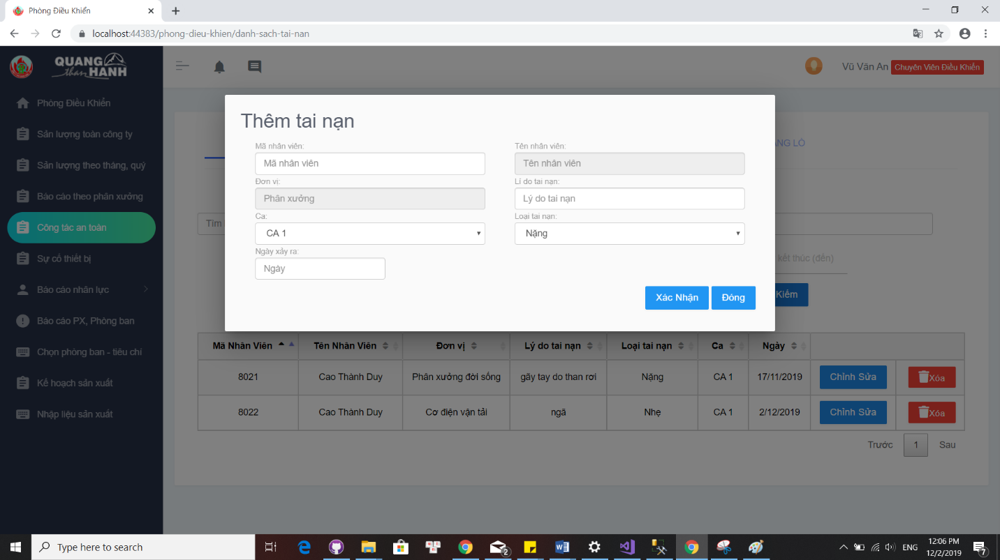 Phòng Điều Khiển
localhost:44383/phong-dieu-khien/danh-sach-tai-nan
QUANG
than HANH
Vũ Văn An Chuyên Viên Điều Khiển
Phòng Điều Khiển
Sản lượng toàn công ty
Sản lượng theo tháng, quý
Báo cáo theo phân xưởng
Công tác an toàn
Sự cố thiết bị
Báo cáo nhân lực
Báo cáo PX, Phòng ban
Chọn phòng ban - tiêu chí
Kế hoạch sản xuất
Nhập liệu sản xuất
Thêm tai nạn
Mã nhân viên: Tên nhân viên:
Mã nhân viên Tên nhân viên
Đơn vị: Lí do tai nạn:
Phân xưởng Lý do tai nạn
Ca: Loại tai nạn:
CA 1 Nặng
Ngày xảy ra:
Ngày
Xác Nhận Đóng
LÒ
Tìm
kết thúc (đến)
Kiếm
Mã Nhân Viên Tên Nhân Viên Đơn vị Lý do tai nạn Loại tai nạn Ca Ngày
8021 Cao Thành Duy Phân xưởng đời sống gãy tay do than rơi Nặng CA 1 17/11/2019 Chỉnh Sửa Xóa
8022 Cao Thành Duy Cơ điện vận tải ngã Nhẹ CA 1 2/12/2019 Chỉnh Sửa Xóa
Trước 1 Sau
Type here to search
2
ENG
12:06 PM
12/2/2019
7